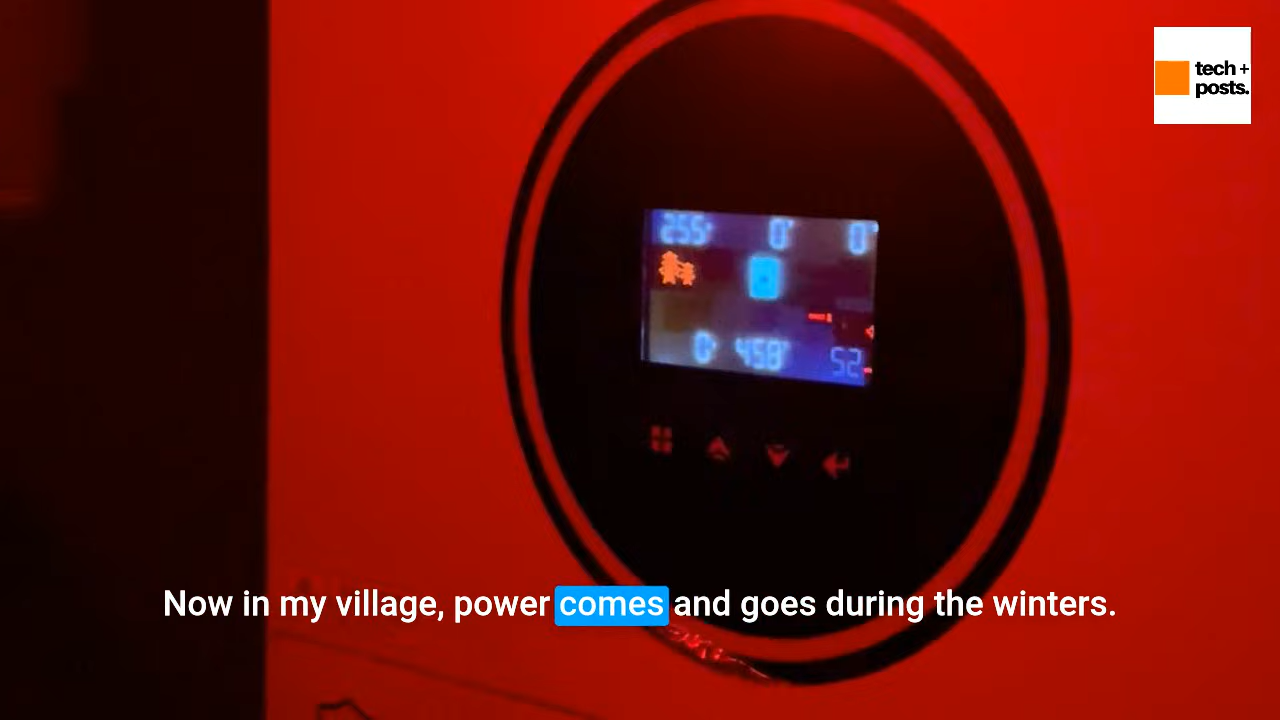 tech +
posts.
255
0
0
0 458 52
Now in my village, power comes and goes during the winters.